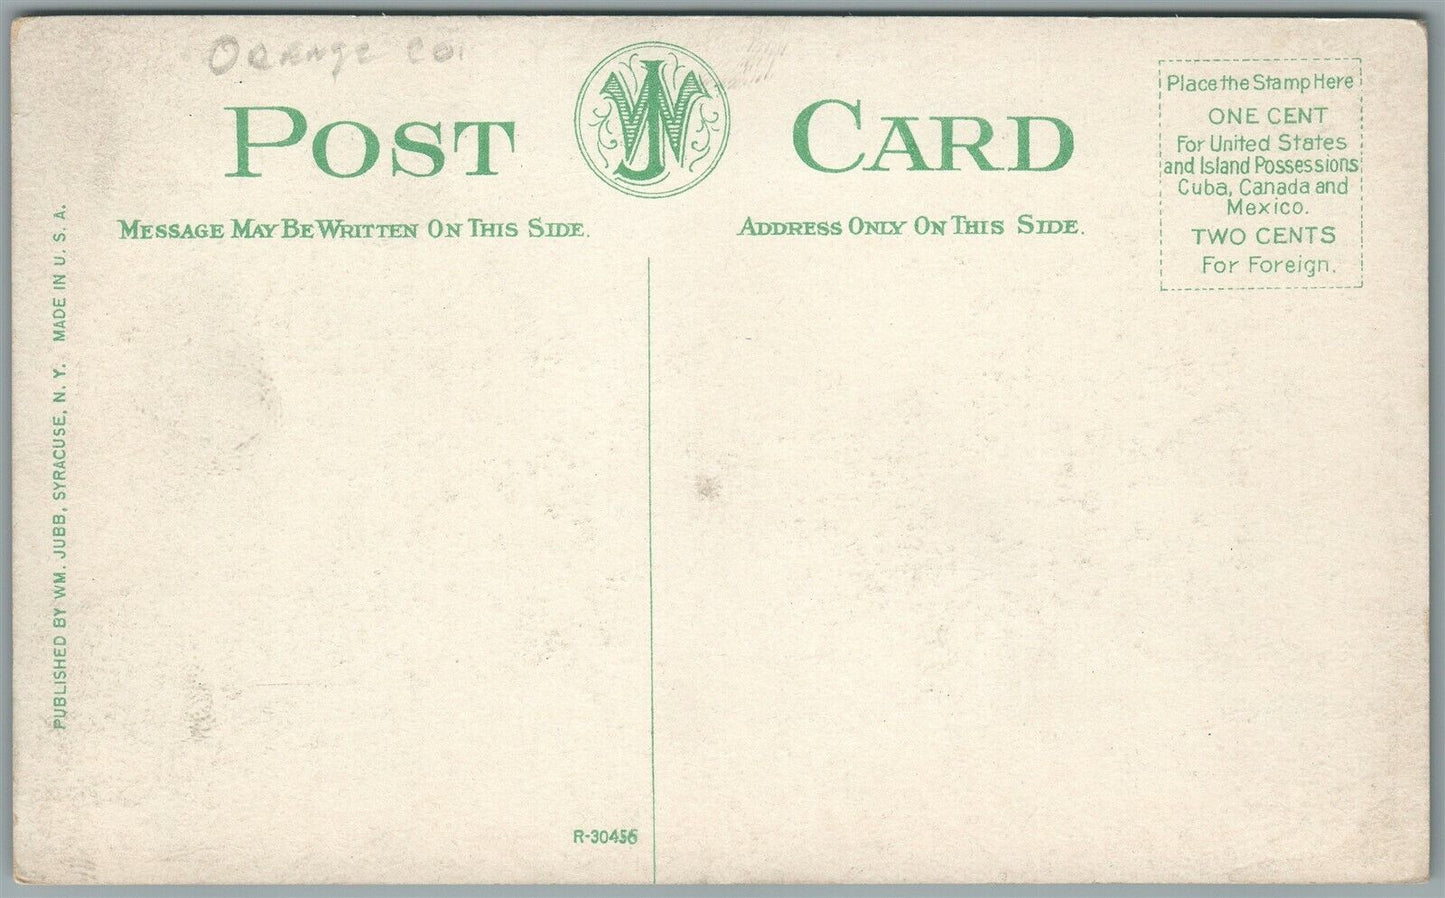 Orange Co.
POST CARD
WJ
MESSAGE MAY BE WRITTEN ON THIS SIDE.
ADDRESS ONLY ON THIS SIDE.
Place the Stamp Here
ONE CENT
For United States
and Island Possessions,
Cuba, Canada and
Mexico.
TWO CENTS
For Foreign.
PUBLISHED BY WM. JUBB, SYRACUSE, N. Y. MADE IN U. S. A.
R-30456